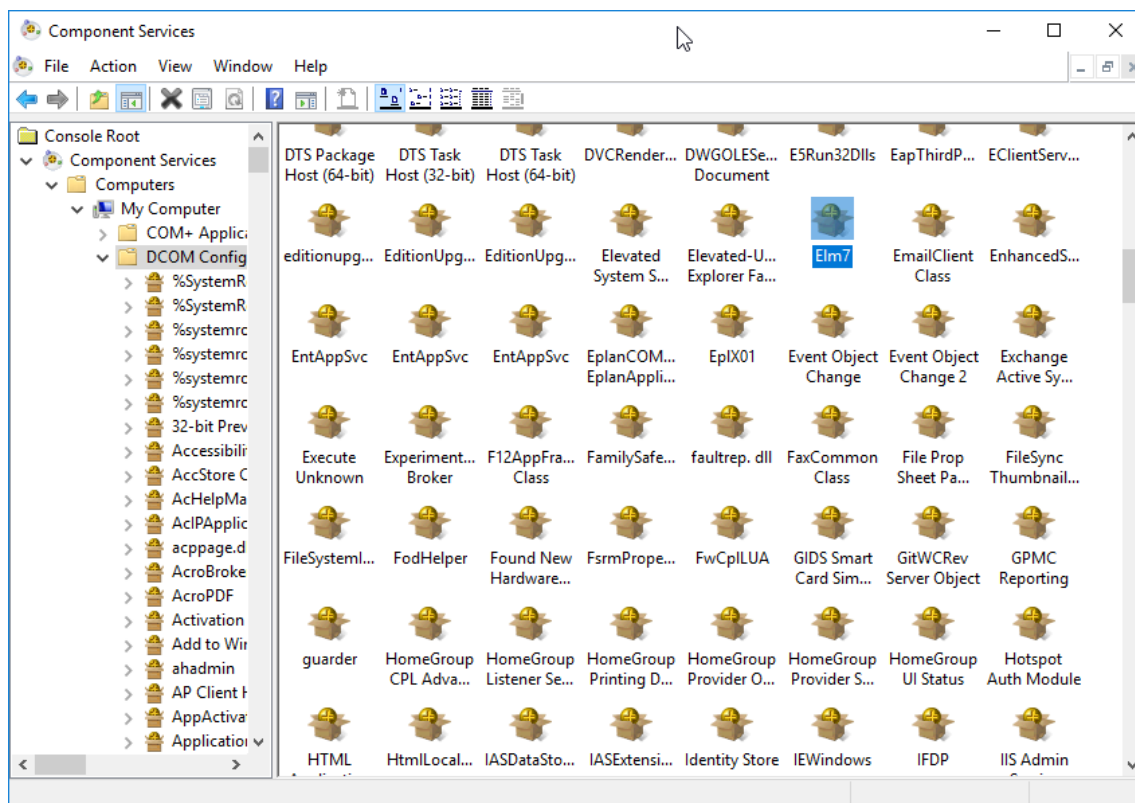 Component Services
File Action View Window Help
Console Root
Component Services
Computers
My Computer
COM+ Applica
DCOM Config
%SystemR
%SystemR
%systemrc
%systemrc
%systemrc
%systemrc
32-bit Prev
Accessibili
AccStore C
AcHelpMa
AcIPApplic
acppage.d
AcroBroke
AcroPDF
Activation
Add to Wir
ahadmin
AP Client H
AppActivat
Application
DTS Package DTS Task DTS Task DVCRender... DWGOLESe... E5Run32Dlls EapThirdP... EClientServ...
Host (64-bit) Host (32-bit) Host (64-bit) Document
editionupg... EditionUpg... EditionUpg... Elevated Elevated-U... Elm7 EmailClient EnhancedS...
System S... Explorer Fa... Class
EntAppSvc EntAppSvc EntAppSvc EplanCOM... EpIX01 Event Object Event Object Exchange
EplanAppli... Change Change 2 Active Sy...
Execute Experiment... F12AppFra... FamilySafe... faultrep. dll FaxCommon File Prop FileSync
Unknown Broker Class Class Sheet Pa... Thumbnail...
FileSystemI... FodHelper Found New FsrmPrope... FwCplLUA GIDS Smart GitWCRev GPMC
Hardware... Card Sim... Server Object Reporting
guarder HomeGroup HomeGroup HomeGroup HomeGroup HomeGroup HomeGroup Hotspot
CPL Adva... Listener Se... Printing D... Provider O... Provider S... UI Status Auth Module
HTML HtmlLocal... IASDataSto... IASExtensi... Identity Store IEWindows IFDP IIS Admin